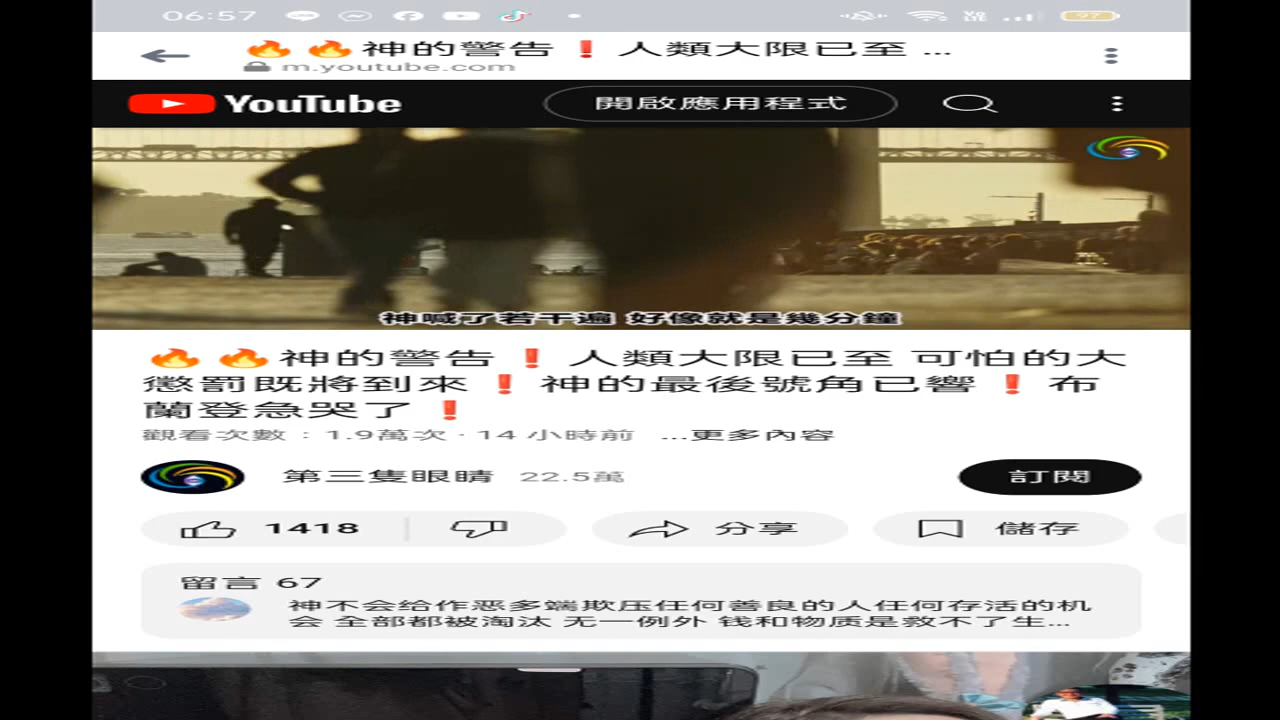 06:57
VO LTE
97
🔥🔥神的警告❗人類大限已至 ...
m.youtube.com
YouTube
開啟應用程式
神喊了若干遍 好像就是幾分鐘
🔥🔥神的警告❗人類大限已至 可怕的大
懲罰既將到來❗神的最後號角已響❗布
蘭登急哭了❗
觀看次數：1.9萬次 · 14 小時前 ...更多內容
第三隻眼睛 22.5萬
訂閱
1418
分享
儲存
留言 67
神不会给作恶多端欺压任何善良的人任何存活的机
会 全部都被淘汰 无一例外 钱和物质是救不了生...